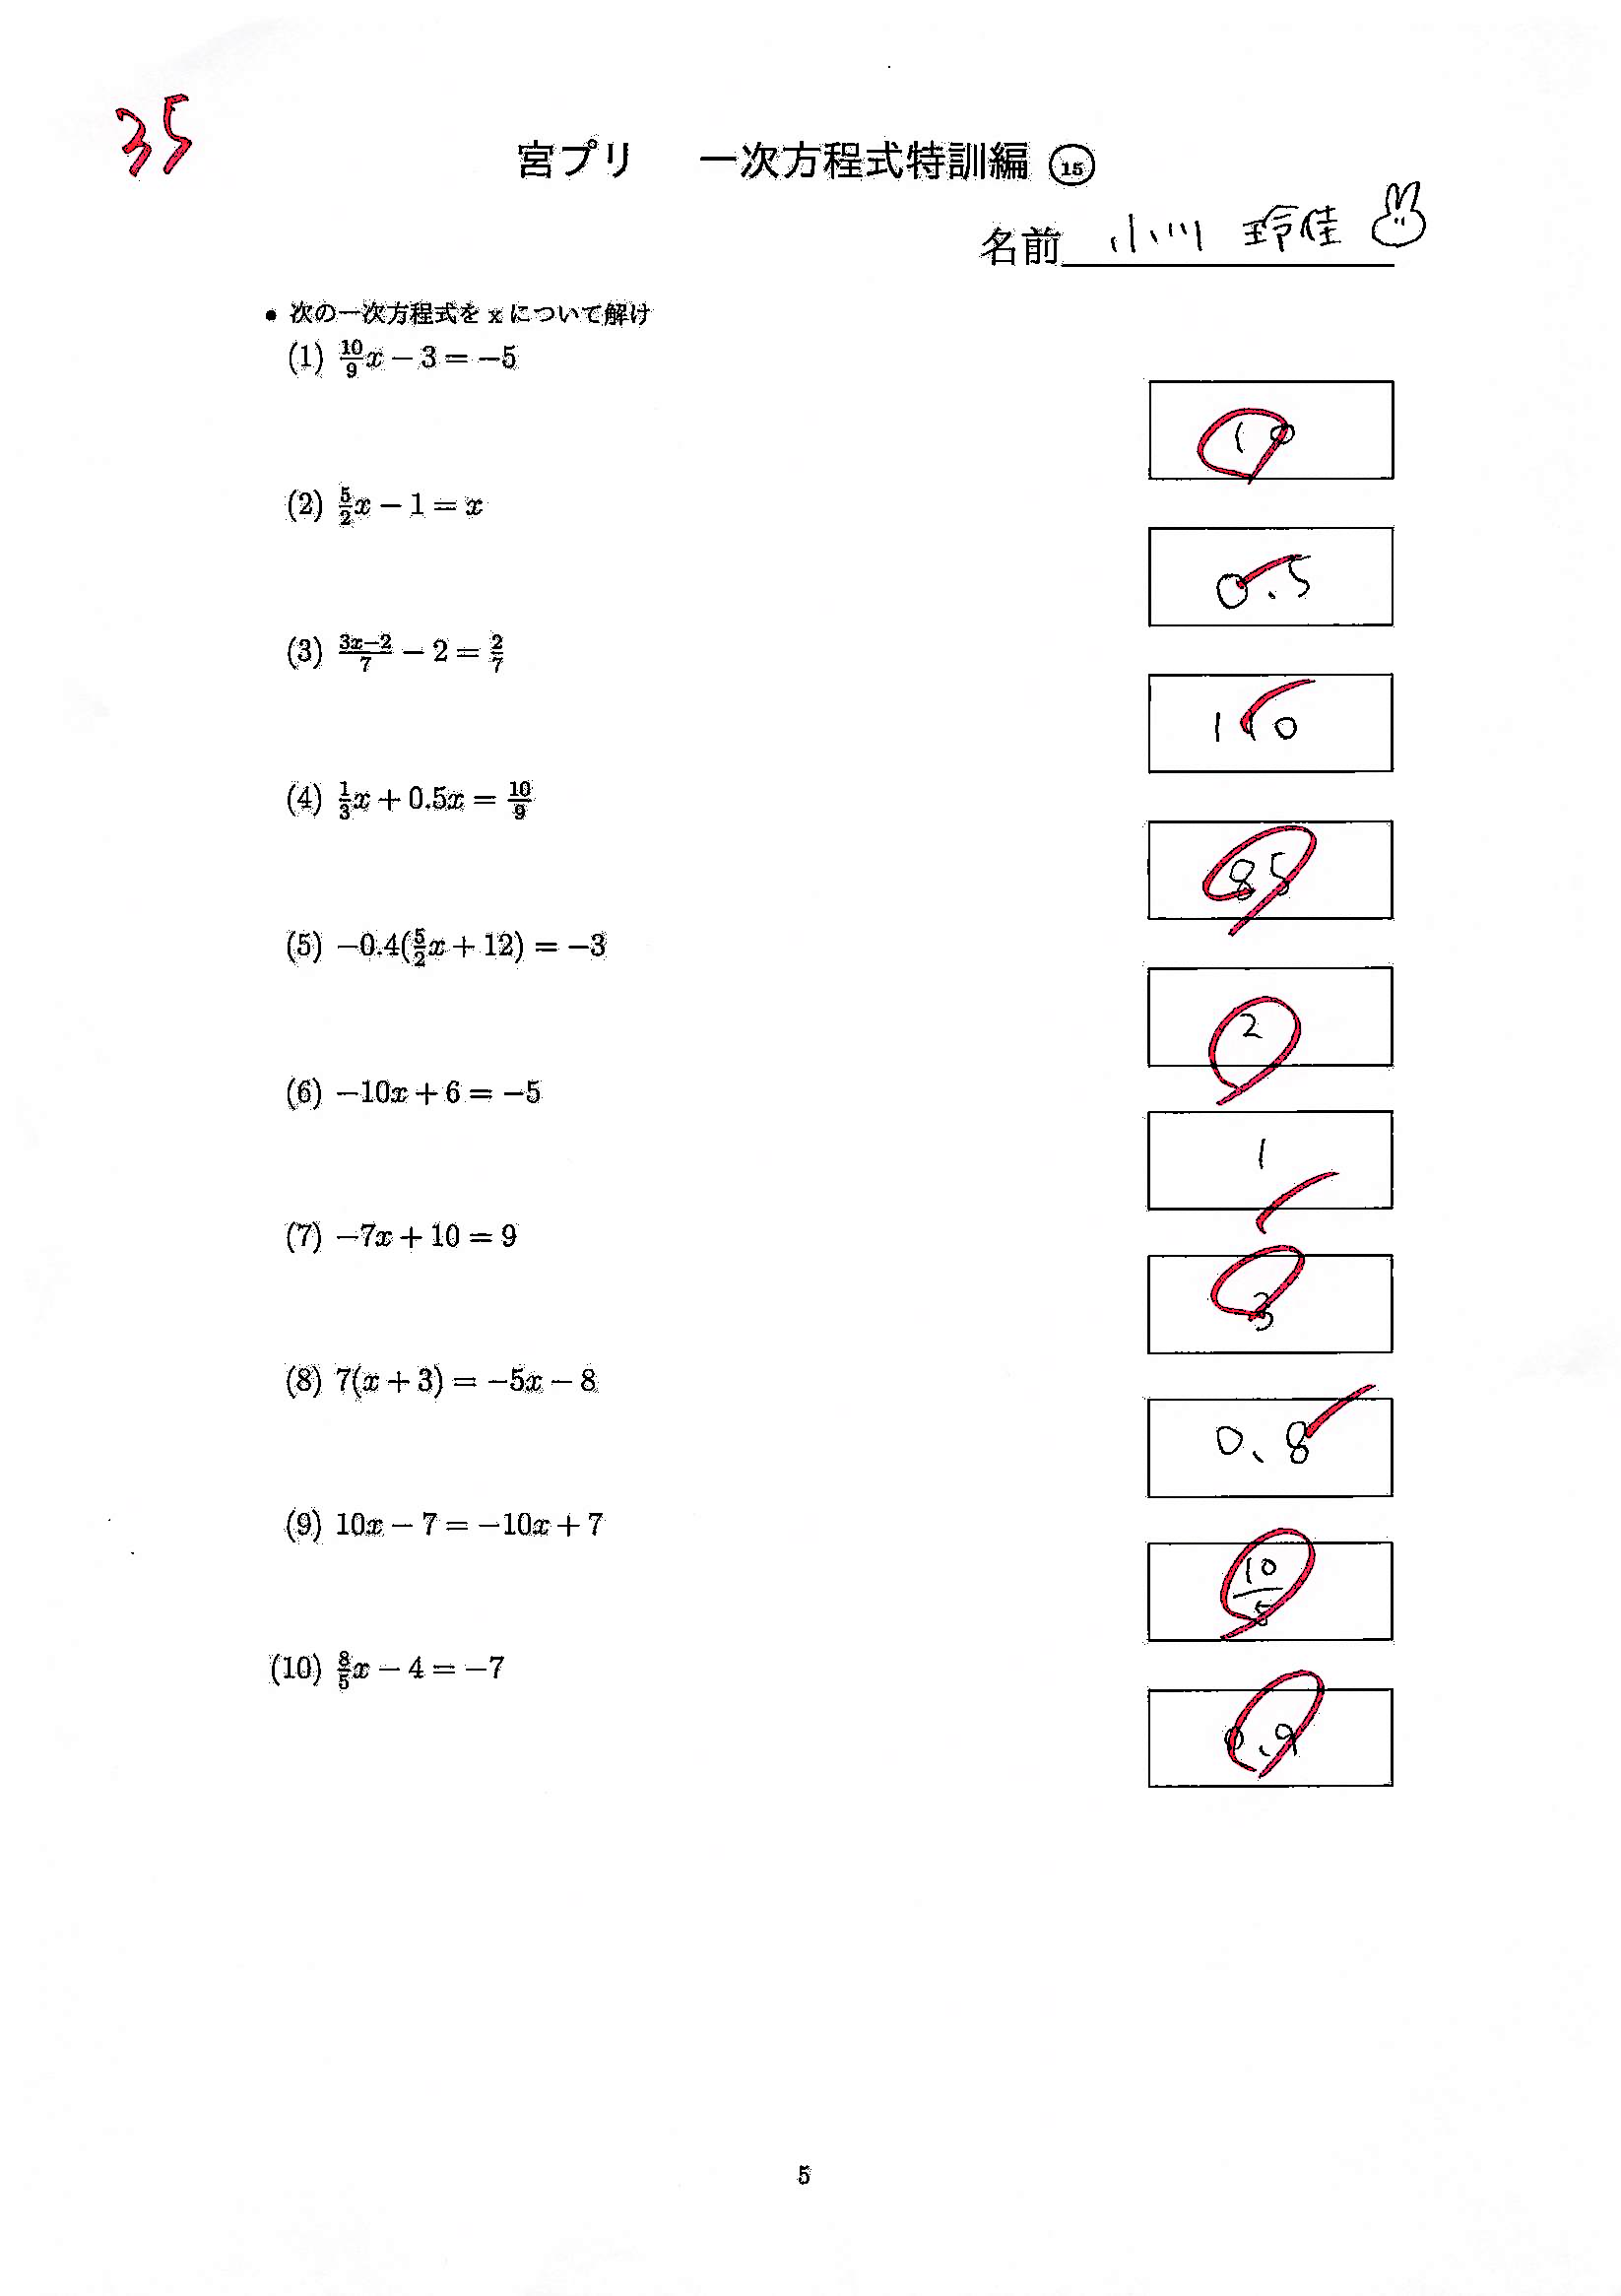 35
宮プリ 一次方程式特訓編 ⑮
名前 小川 玲佳
• 次の一次方程式を x について解け
(1) \frac{10}{9}x − 3 = −5
10
(2) \frac{5}{2}x − 1 = x
0.5
(3) \frac{3x−2}{7} − 2 = \frac{2}{7}
110
(4) \frac{1}{3}x + 0.5x = \frac{10}{9}
85
(5) −0.4(\frac{5}{2}x + 12) = −3
2
(6) −10x + 6 = −5
1
(7) −7x + 10 = 9
3
(8) 7(x + 3) = −5x − 8
0.8
(9) 10x − 7 = −10x + 7
\frac{10}{5}
(10) \frac{8}{5}x − 4 = −7
0.9
5